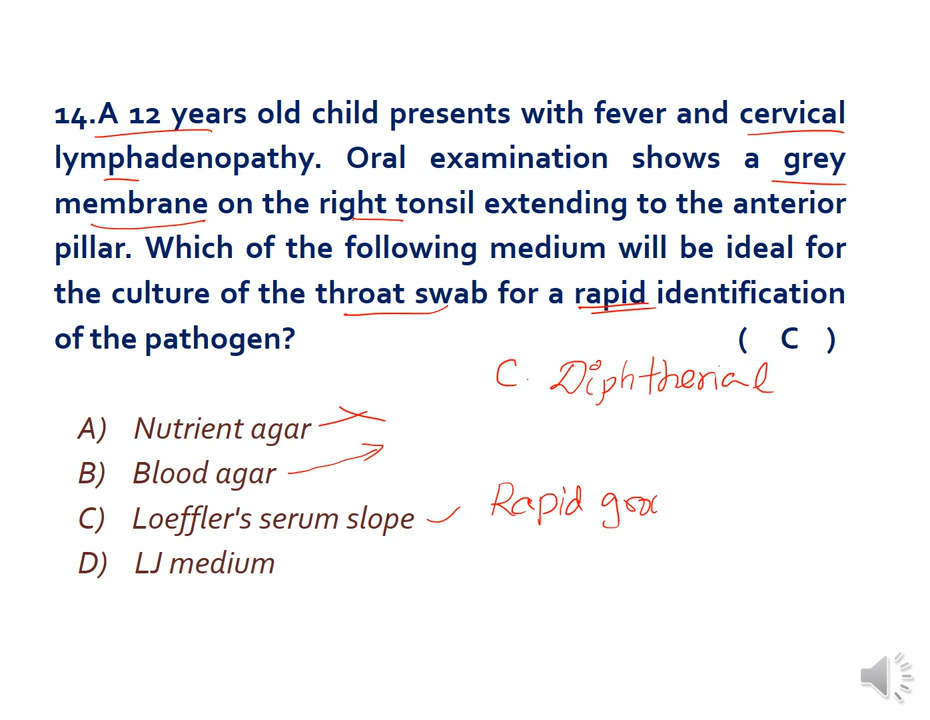 14.A 12 years old child presents with fever and cervical
lymphadenopathy. Oral examination shows a grey
membrane on the right tonsil extending to the anterior
pillar. Which of the following medium will be ideal for
the culture of the throat swab for a rapid identification
of the pathogen? ( C )
C. Diphtheriael
A) Nutrient agar
B) Blood agar
C) Loeffler's serum slope
Rapid grow
D) LJ medium